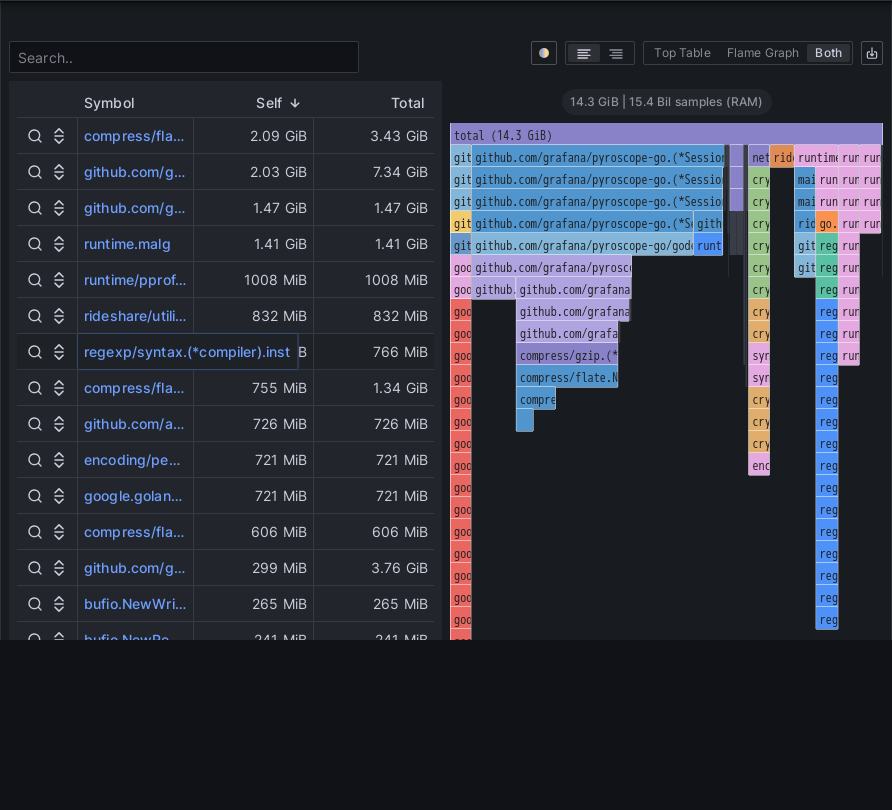 Search..
Top Table Flame Graph Both
14.3 GiB | 15.4 Bil samples (RAM)
Symbol Self Total
compress/fla... 2.09 GiB 3.43 GiB
github.com/g... 2.03 GiB 7.34 GiB
github.com/g... 1.47 GiB 1.47 GiB
runtime.malg 1.41 GiB 1.41 GiB
runtime/pprof... 1008 MiB 1008 MiB
rideshare/utili... 832 MiB 832 MiB
regexp/syntax.(*compiler).inst B 766 MiB
compress/fla... 755 MiB 1.34 GiB
github.com/a... 726 MiB 726 MiB
encoding/pe... 721 MiB 721 MiB
google.golan... 721 MiB 721 MiB
compress/fla... 606 MiB 606 MiB
github.com/g... 299 MiB 3.76 GiB
bufio.NewWri... 265 MiB 265 MiB
bufio.NewRe... 241 MiB 241 MiB
total (14.3 GiB)
git github.com/grafana/pyroscope-go.(*Session net ride runtime run run
git github.com/grafana/pyroscope-go.(*Session cry mai run run run
git github.com/grafana/pyroscope-go.(*Session cry mai run run run
git github.com/grafana/pyroscope-go.(*Se gith cry rid go. run run
git github.com/grafana/pyroscope-go/gode runt cry git reg run
goo github.com/grafana/pyrosco cry git reg run
goo github. github.com/grafana cry reg run
goo github.com/grafana cry reg run
goo github.com/grafa cry reg run
goo compress/gzip.(* syn reg run
goo compress/flate.N syn reg
goo compre cry reg
goo cry reg
goo cry reg
goo enc reg
goo reg
goo reg
goo reg
goo reg
goo reg
goo reg
goo reg